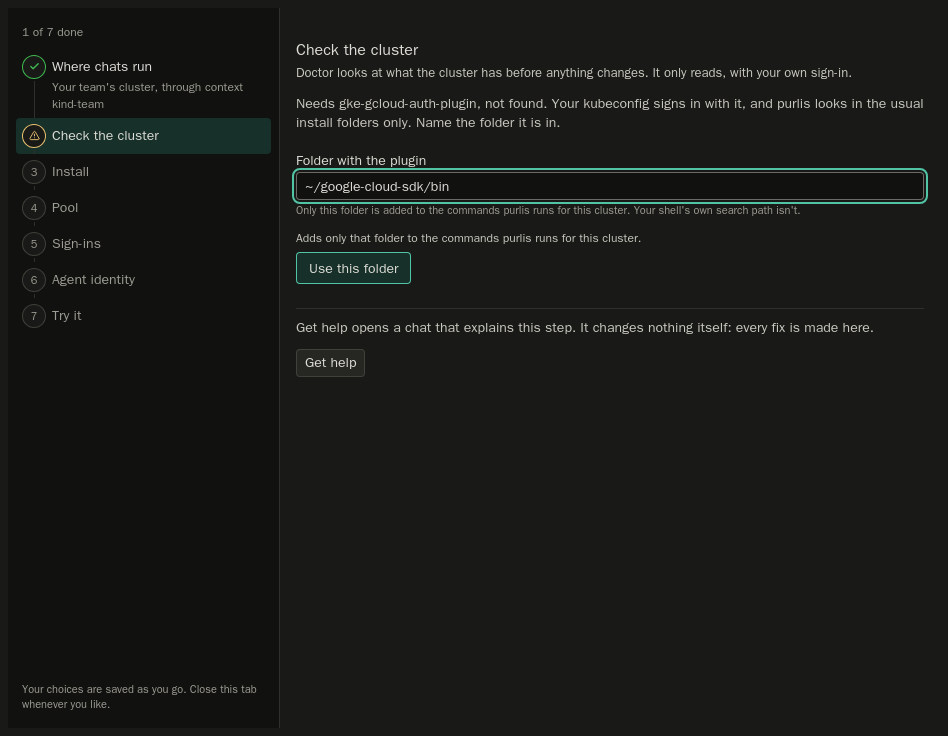 1 of 7 done
Where chats run
Your team's cluster, through context
kind-team
Check the cluster
3 Install
4 Pool
5 Sign-ins
6 Agent identity
7 Try it
Your choices are saved as you go. Close this tab
whenever you like.
Check the cluster
Doctor looks at what the cluster has before anything changes. It only reads, with your own sign-in.
Needs gke-gcloud-auth-plugin, not found. Your kubeconfig signs in with it, and purlis looks in the usual
install folders only. Name the folder it is in.
Folder with the plugin
~/google-cloud-sdk/bin
Only this folder is added to the commands purlis runs for this cluster. Your shell's own search path isn't.
Adds only that folder to the commands purlis runs for this cluster.
Use this folder
Get help opens a chat that explains this step. It changes nothing itself: every fix is made here.
Get help